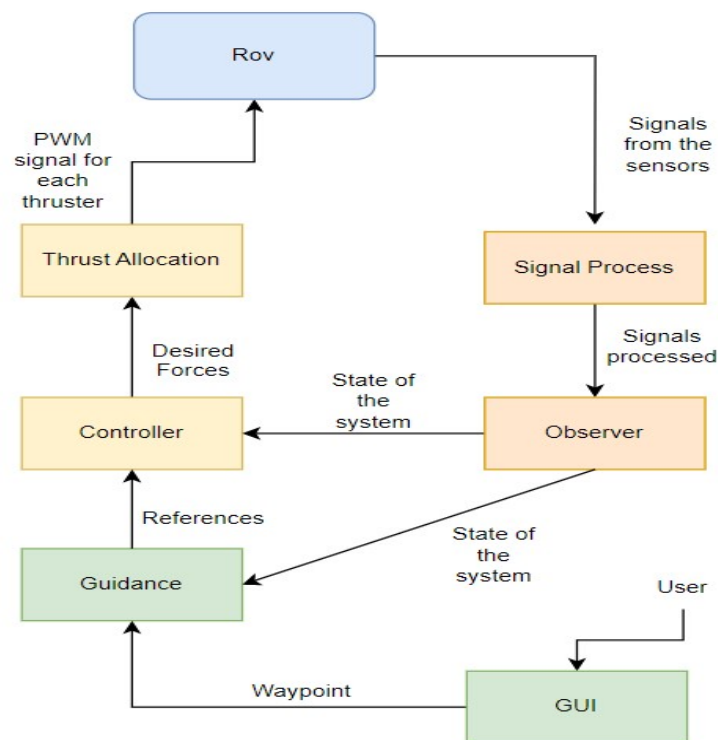 Rov
PWM
signal for
each
thruster
Signals
from the
sensors
Thrust Allocation
Signal Process
Desired
Forces
Signals
processed
State of
the
system
Controller
Observer
References
State of
the
system
Guidance
User
Waypoint
GUI